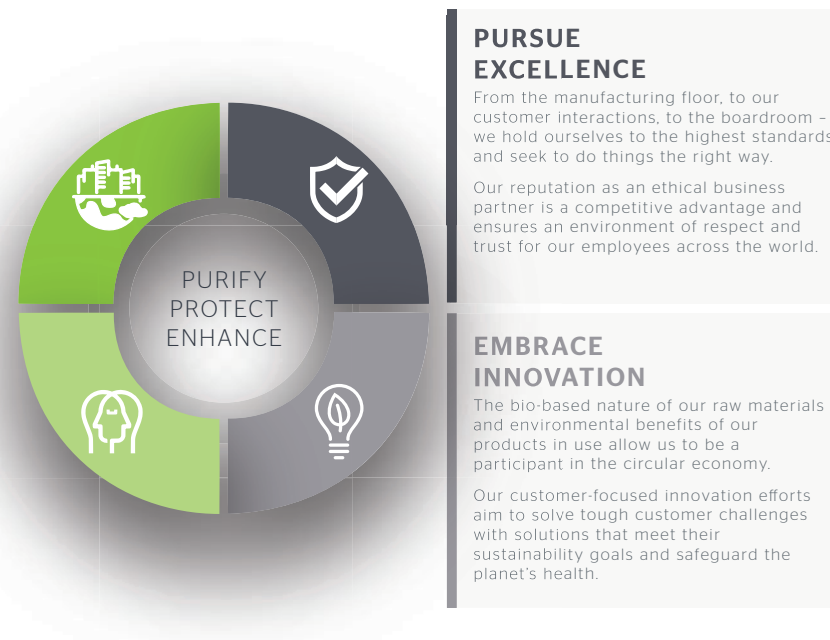 PURIFY
PROTECT
ENHANCE
PURSUE
EXCELLENCE
From the manufacturing floor, to our
customer interactions, to the boardroom –
we hold ourselves to the highest standards
and seek to do things the right way.
Our reputation as an ethical business
partner is a competitive advantage and
ensures an environment of respect and
trust for our employees across the world.
EMBRACE
INNOVATION
The bio-based nature of our raw materials
and environmental benefits of our
products in use allow us to be a
participant in the circular economy.
Our customer-focused innovation efforts
aim to solve tough customer challenges
with solutions that meet their
sustainability goals and safeguard the
planet's health.